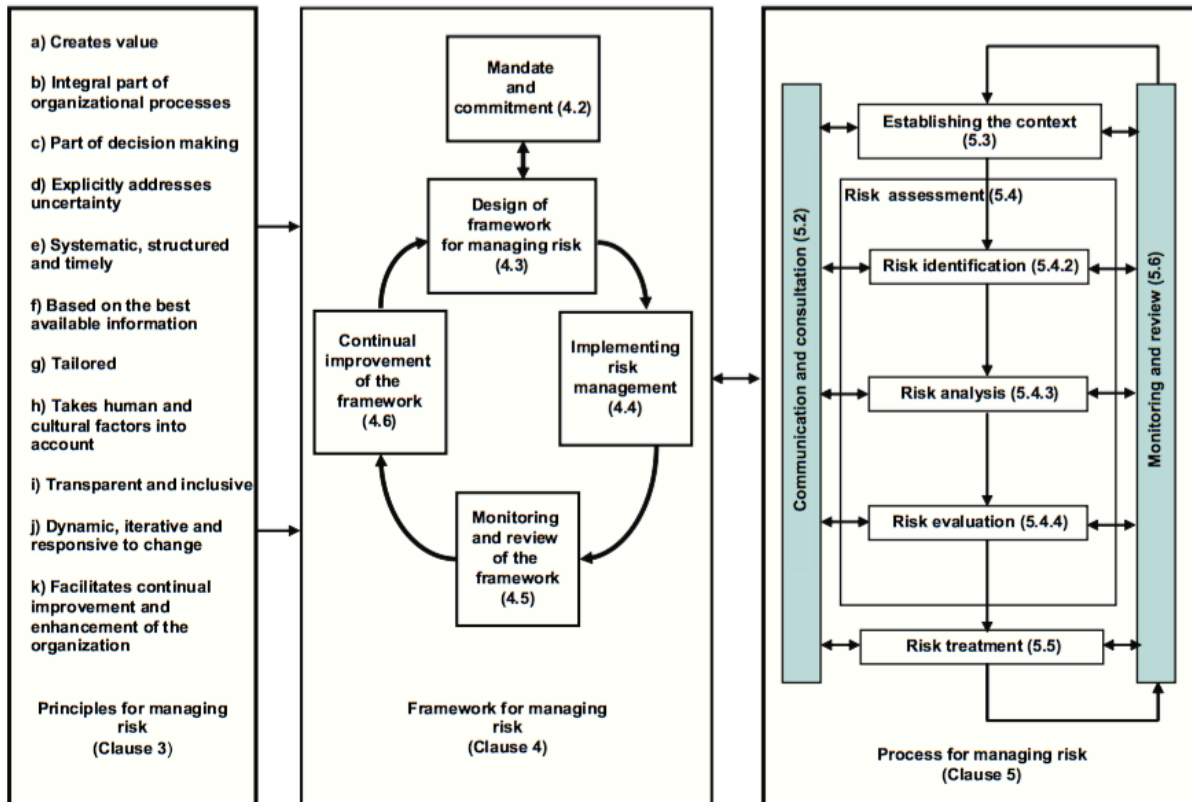 a) Creates value
b) Integral part of
organizational processes
c) Part of decision making
d) Explicitly addresses
uncertainty
e) Systematic, structured
and timely
f) Based on the best
available information
g) Tailored
h) Takes human and
cultural factors into
account
i) Transparent and inclusive
j) Dynamic, iterative and
responsive to change
k) Facilitates continual
improvement and
enhancement of the
organization
Principles for managing
risk
(Clause 3)
Mandate
and
commitment (4.2)
Design of
framework
for managing risk
(4.3)
Continual
improvement
of the
framework
(4.6)
Implementing
risk
management
(4.4)
Monitoring
and review
of the
framework
(4.5)
Framework for managing
risk
(Clause 4)
Communication and consultation (5.2)
Establishing the context
(5.3)
Risk assessment (5.4)
Risk identification (5.4.2)
Risk analysis (5.4.3)
Risk evaluation (5.4.4)
Risk treatment (5.5)
Monitoring and review (5.6)
Process for managing risk
(Clause 5)